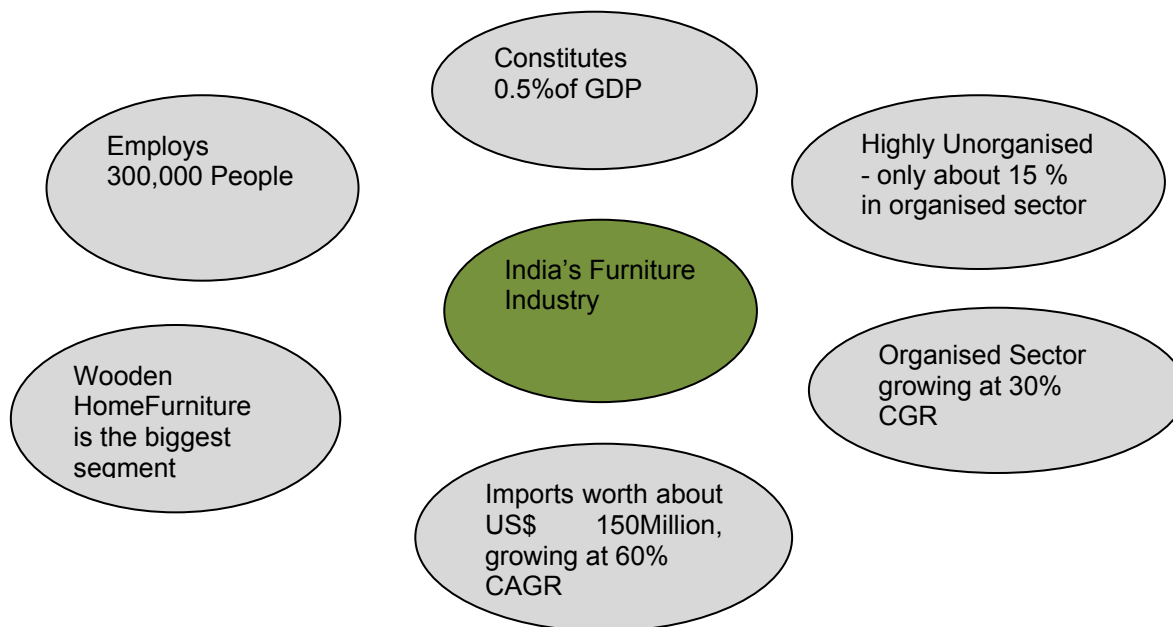 Constitutes
0.5%of GDP
Employs
300,000 People
Highly Unorganised
- only about 15 %
in organised sector
India’s Furniture
Industry
Organised Sector
growing at 30%
CGR
Wooden
HomeFurniture
is the biggest
segment
Imports worth about
US$ 150Million,
growing at 60%
CAGR